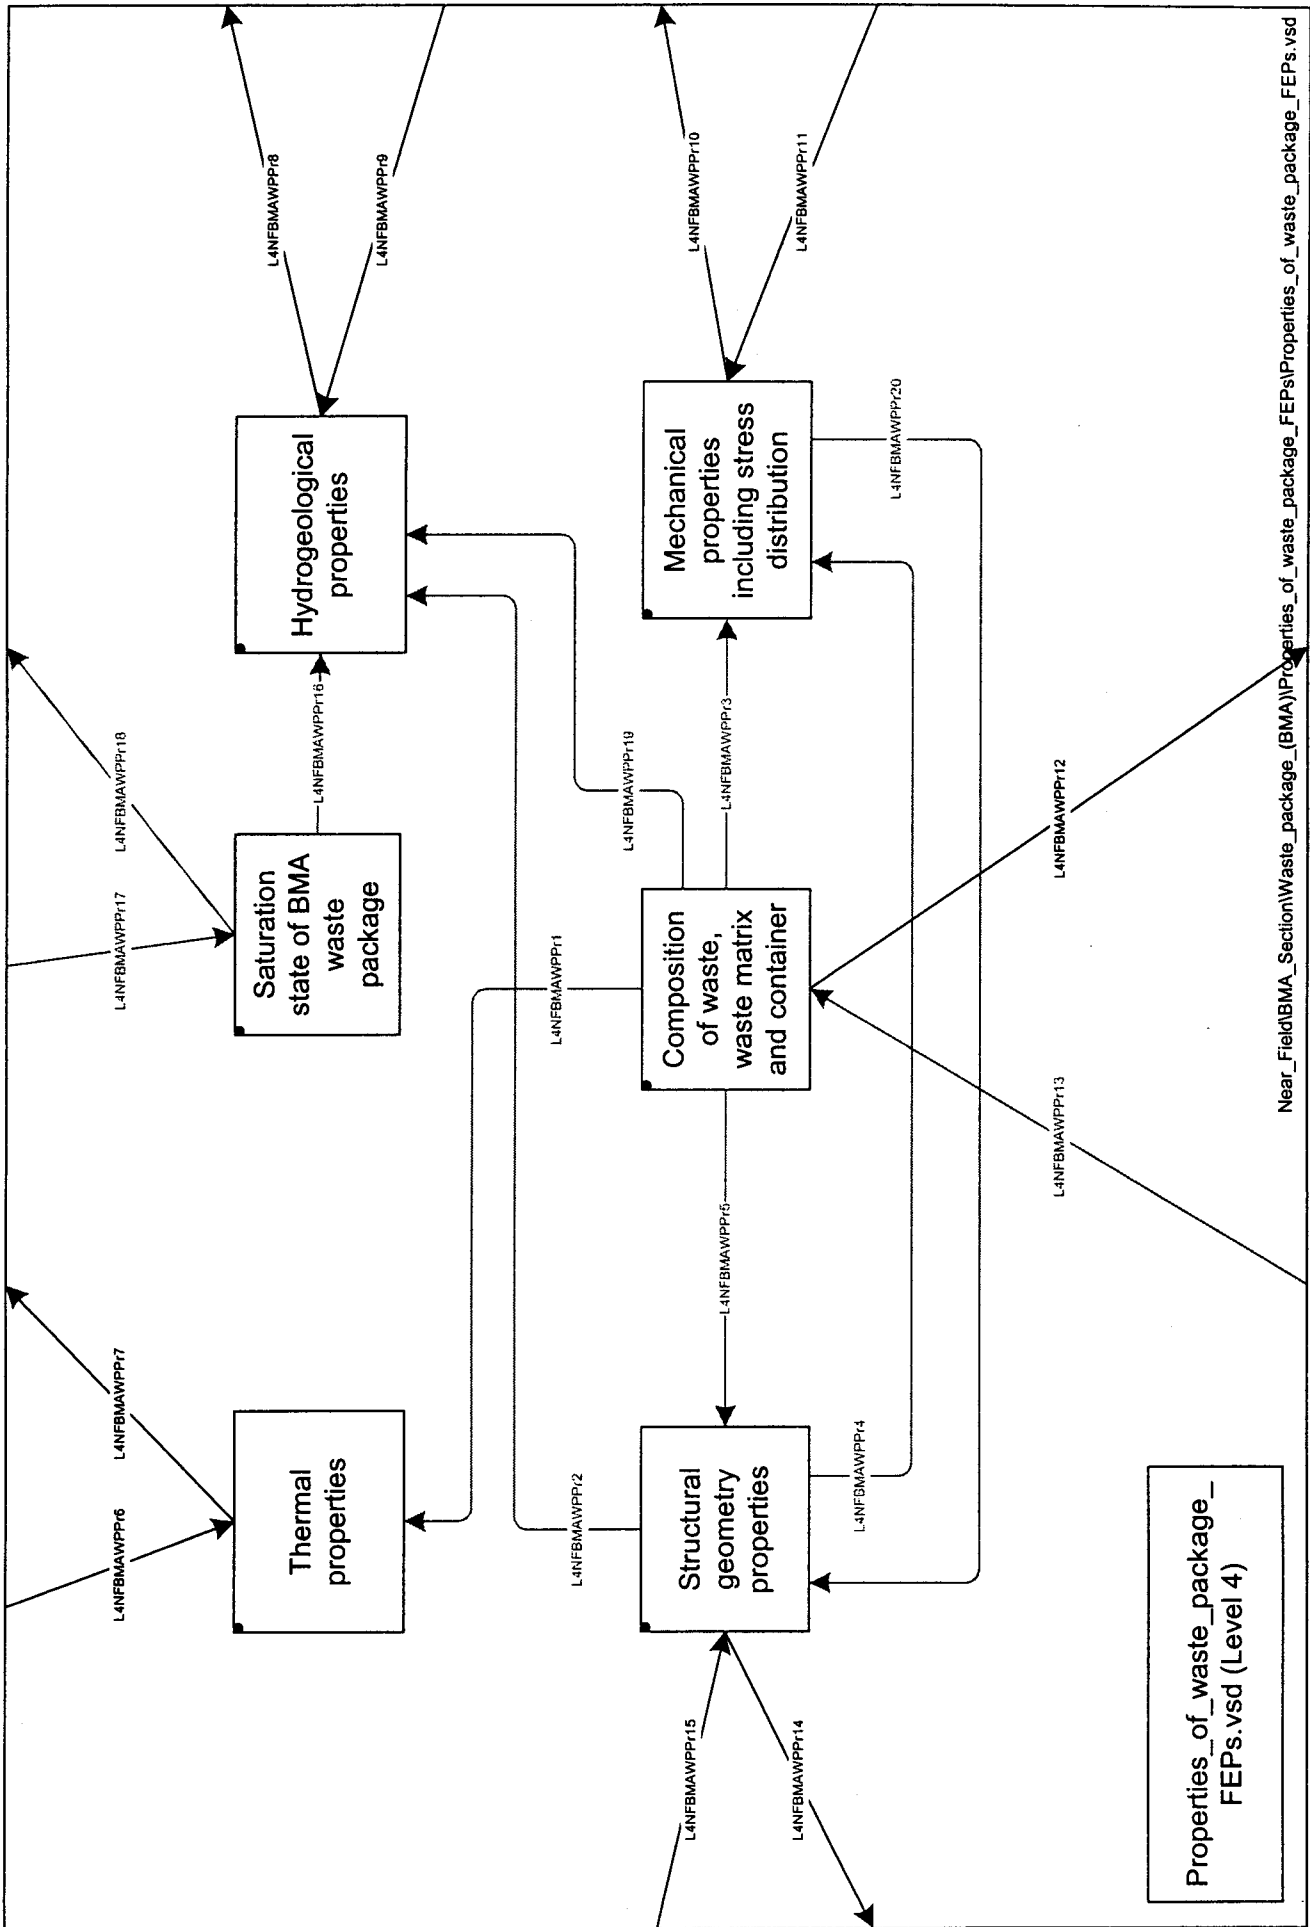 L4NFBMAWPPr6
L4NFBMAWPPr7
L4NFBMAWPPr17
L4NFBMAWPPr18
Thermal
properties
Saturation
state of BMA
waste
package
L4NFBMAWPPr16
Hydrogeological
properties
L4NFBMAWPPr8
L4NFBMAWPPr9
L4NFBMAWPPr1
L4NFBMAWPPr2
L4NFBMAWPPr19
L4NFBMAWPPr15
L4NFBMAWPPr14
Structural
geometry
properties
L4NFBMAWPPr5
Composition
of waste,
waste matrix
and container
L4NFBMAWPPr3
Mechanical
properties
including stress
distribution
L4NFBMAWPPr10
L4NFBMAWPPr11
L4NFBMAWPPr4
L4NFBMAWPPr20
L4NFBMAWPPr13
L4NFBMAWPPr12
Properties_of_waste_package_
FEPs.vsd (Level 4)
Near_Field\BMA_Section\Waste_package_(BMA)\Properties_of_waste_package_FEPs\Properties_of_waste_package_FEPs.vsd